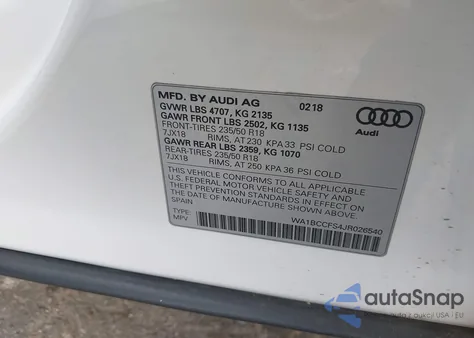 MFD. BY AUDI AG 0218
GVWR LBS 4707, KG 2135
GAWR FRONT LBS 2502, KG 1135
FRONT-TIRES 235/50 R18
7JX18 RIMS, AT 230 KPA 33 PSI COLD
GAWR REAR LBS 2359, KG 1070
REAR-TIRES 235/50 R18
7JX18 RIMS, AT 250 KPA 36 PSI COLD
THIS VEHICLE CONFORMS TO ALL APPLICABLE
U.S. FEDERAL MOTOR VEHICLE SAFETY AND
THEFT PREVENTION STANDARDS IN EFFECT
ON THE DATE OF MANUFACTURE SHOWN ABOVE
SPAIN
TYPE:
MPV WA1BCCFS4JR026540
Audi
autoSnap
Auta z aukcji USA i